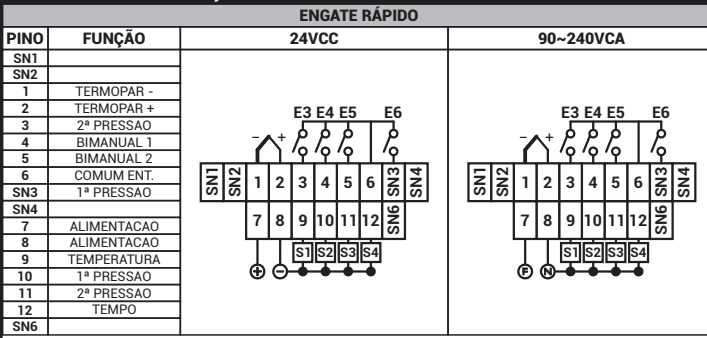 ENGATE RÁPIDO
PINO FUNÇÃO 24VCC 90~240VCA
SN1
SN2
1 TERMOPAR -
2 TERMOPAR +
3 2ª PRESSAO
4 BIMANUAL 1
5 BIMANUAL 2
6 COMUM ENT.
SN3 1ª PRESSAO
SN4
7 ALIMENTACAO
8 ALIMENTACAO
9 TEMPERATURA
10 1ª PRESSAO
11 2ª PRESSAO
12 TEMPO
SN6
E3 E4 E5 E6
- +
SN1 SN2 1 2 3 4 5 6 SN3 SN4
7 8 9 10 11 12 SN6
S1 S2 S3 S4
+ -
E3 E4 E5 E6
- +
SN1 SN2 1 2 3 4 5 6 SN3 SN4
7 8 9 10 11 12 SN6
S1 S2 S3 S4
F N